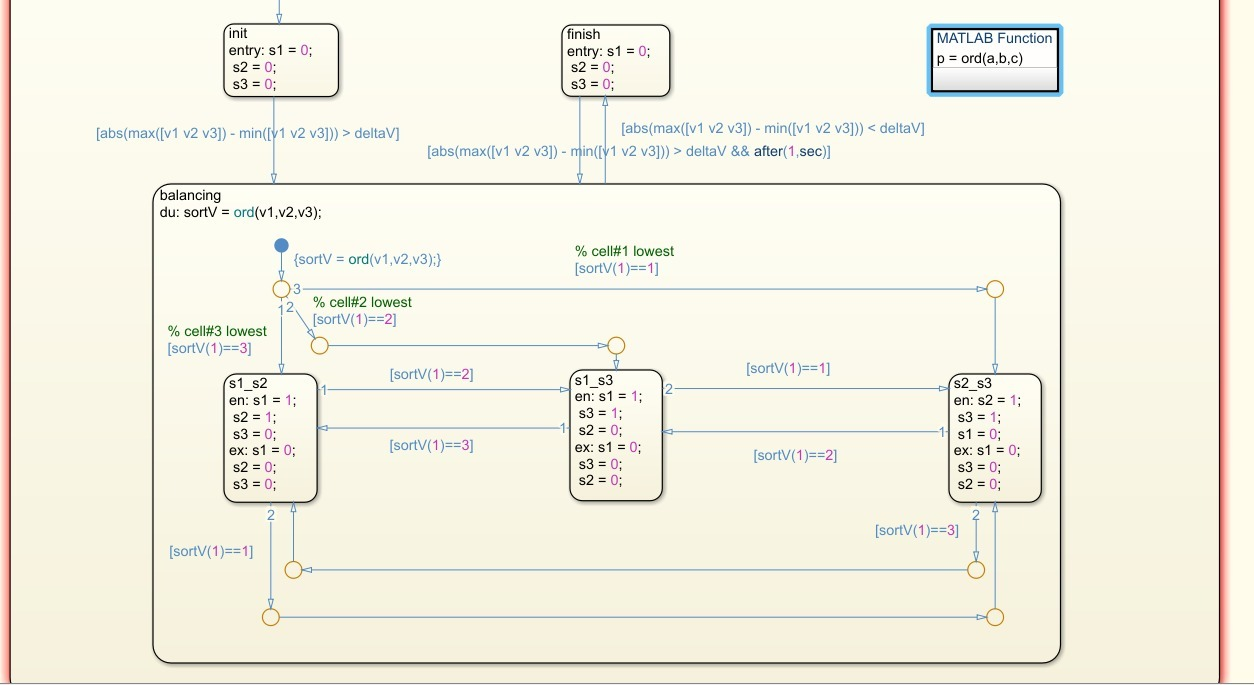 init
entry: s1 = 0;
s2 = 0;
s3 = 0;
finish
entry: s1 = 0;
s2 = 0;
s3 = 0;
MATLAB Function
p = ord(a,b,c)
[abs(max([v1 v2 v3]) - min([v1 v2 v3])) > deltaV]
[abs(max([v1 v2 v3]) - min([v1 v2 v3])) < deltaV]
[abs(max([v1 v2 v3]) - min([v1 v2 v3])) > deltaV && after(1,sec)]
balancing
du: sortV = ord(v1,v2,v3);
{sortV = ord(v1,v2,v3);}
% cell#1 lowest
[sortV(1)==1]
3
1
2
% cell#2 lowest
[sortV(1)==2]
% cell#3 lowest
[sortV(1)==3]
s1_s2
en: s1 = 1;
s2 = 1;
s3 = 0;
ex: s1 = 0;
s2 = 0;
s3 = 0;
1
[sortV(1)==2]
1
[sortV(1)==3]
s1_s3
en: s1 = 1;
s3 = 1;
s2 = 0;
ex: s1 = 0;
s3 = 0;
s2 = 0;
2
[sortV(1)==1]
1
[sortV(1)==2]
s2_s3
en: s2 = 1;
s3 = 1;
s1 = 0;
ex: s1 = 0;
s3 = 0;
s2 = 0;
2
[sortV(1)==1]
2
[sortV(1)==3]